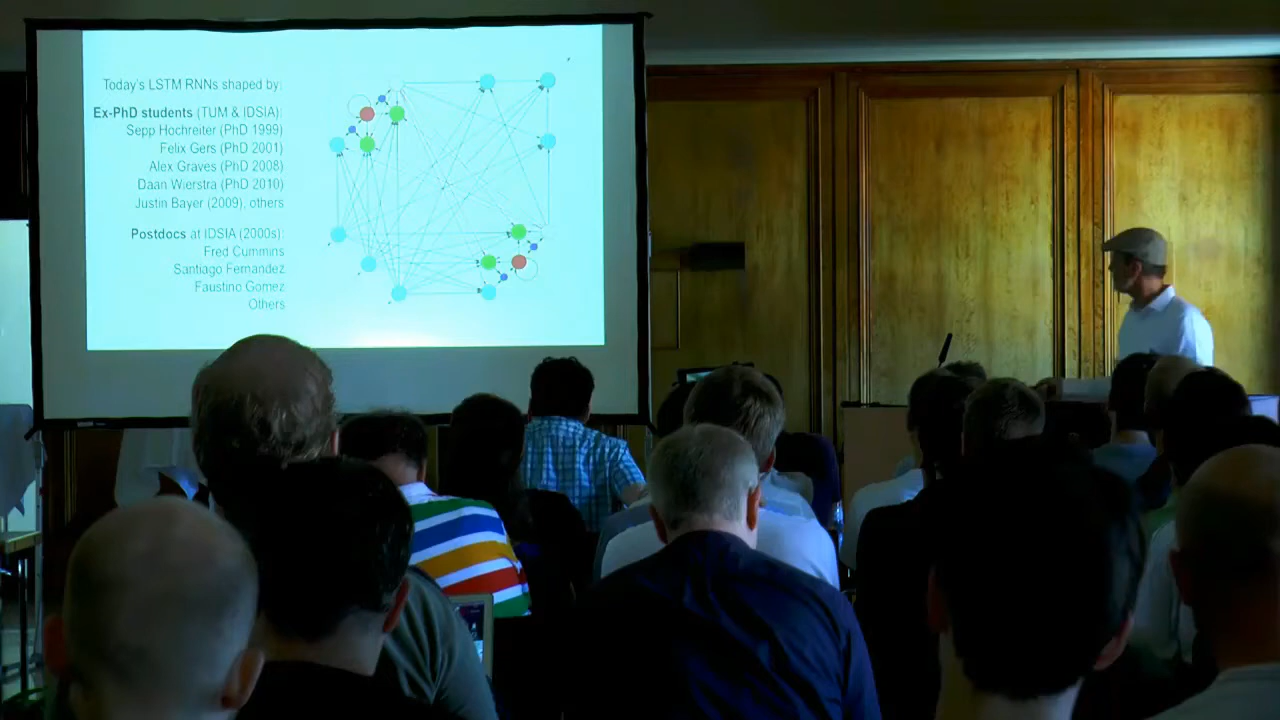 Today's LSTM RNNs shaped by:
Ex-PhD students (TUM & IDSIA):
Sepp Hochreiter (PhD 1999)
Felix Gers (PhD 2001)
Alex Graves (PhD 2008)
Daan Wierstra (PhD 2010)
Justin Bayer (2009), others
Postdocs at IDSIA (2000s):
Fred Cummins
Santiago Fernandez
Faustino Gomez
Others